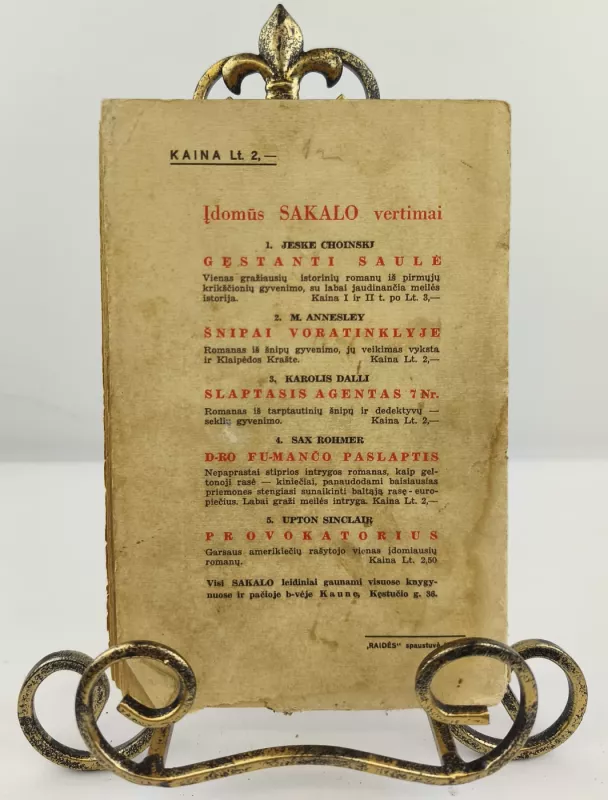 KAINA Lt. 2,—
Įdomūs SAKALO vertimai
1. JESKE CHOINSKJ
GĘSTANTI SAULĖ
Vienas gražiausių istorinių romanų iš pirmųjų
krikščionių gyvenimo, su labai jaudinančia meilės
istorija. Kaina I ir II t. po Lt. 3,—
2. M. ANNESLEY
ŠNIPAI VORATINKLYJE
Romanas iš šnipų gyvenimo, jų veikimas vyksta
ir Klaipėdos Krašte. Kaina Lt. 2,—
3, KAROLIS DALLI
SLAPTASIS AGENTAS 7 Nr.
Romanas iš tarptautinių šnipų ir dedektyvų —
seklių gyvenimo. Kaina Lt. 2,—
4. SAX ROHMER
D-RO FU-MANČO PASLAPTIS
Nepaprastai stiprios intrygos romanas, kaip gel-
tonoji rasė — kiniečiai, panaudodami baisiausias
priemones stengiasi sunaikinti baltąją rasę - euro-
piečius. Labai graži meilės intryga. Kaina Lt. 2,—
5. UPTON SINCLAIR
PROVOKATORIUS
Garsaus amerikiečių rašytojo vienas įdomiausių
romanų. Kaina Lt. 2,50
Visi SAKALO leidiniai gaunami visuose knygy-
nuose ir pačioje b-vėje Kaune, Kęstučio g. 36.
„RAIDĖS" spaustuvė